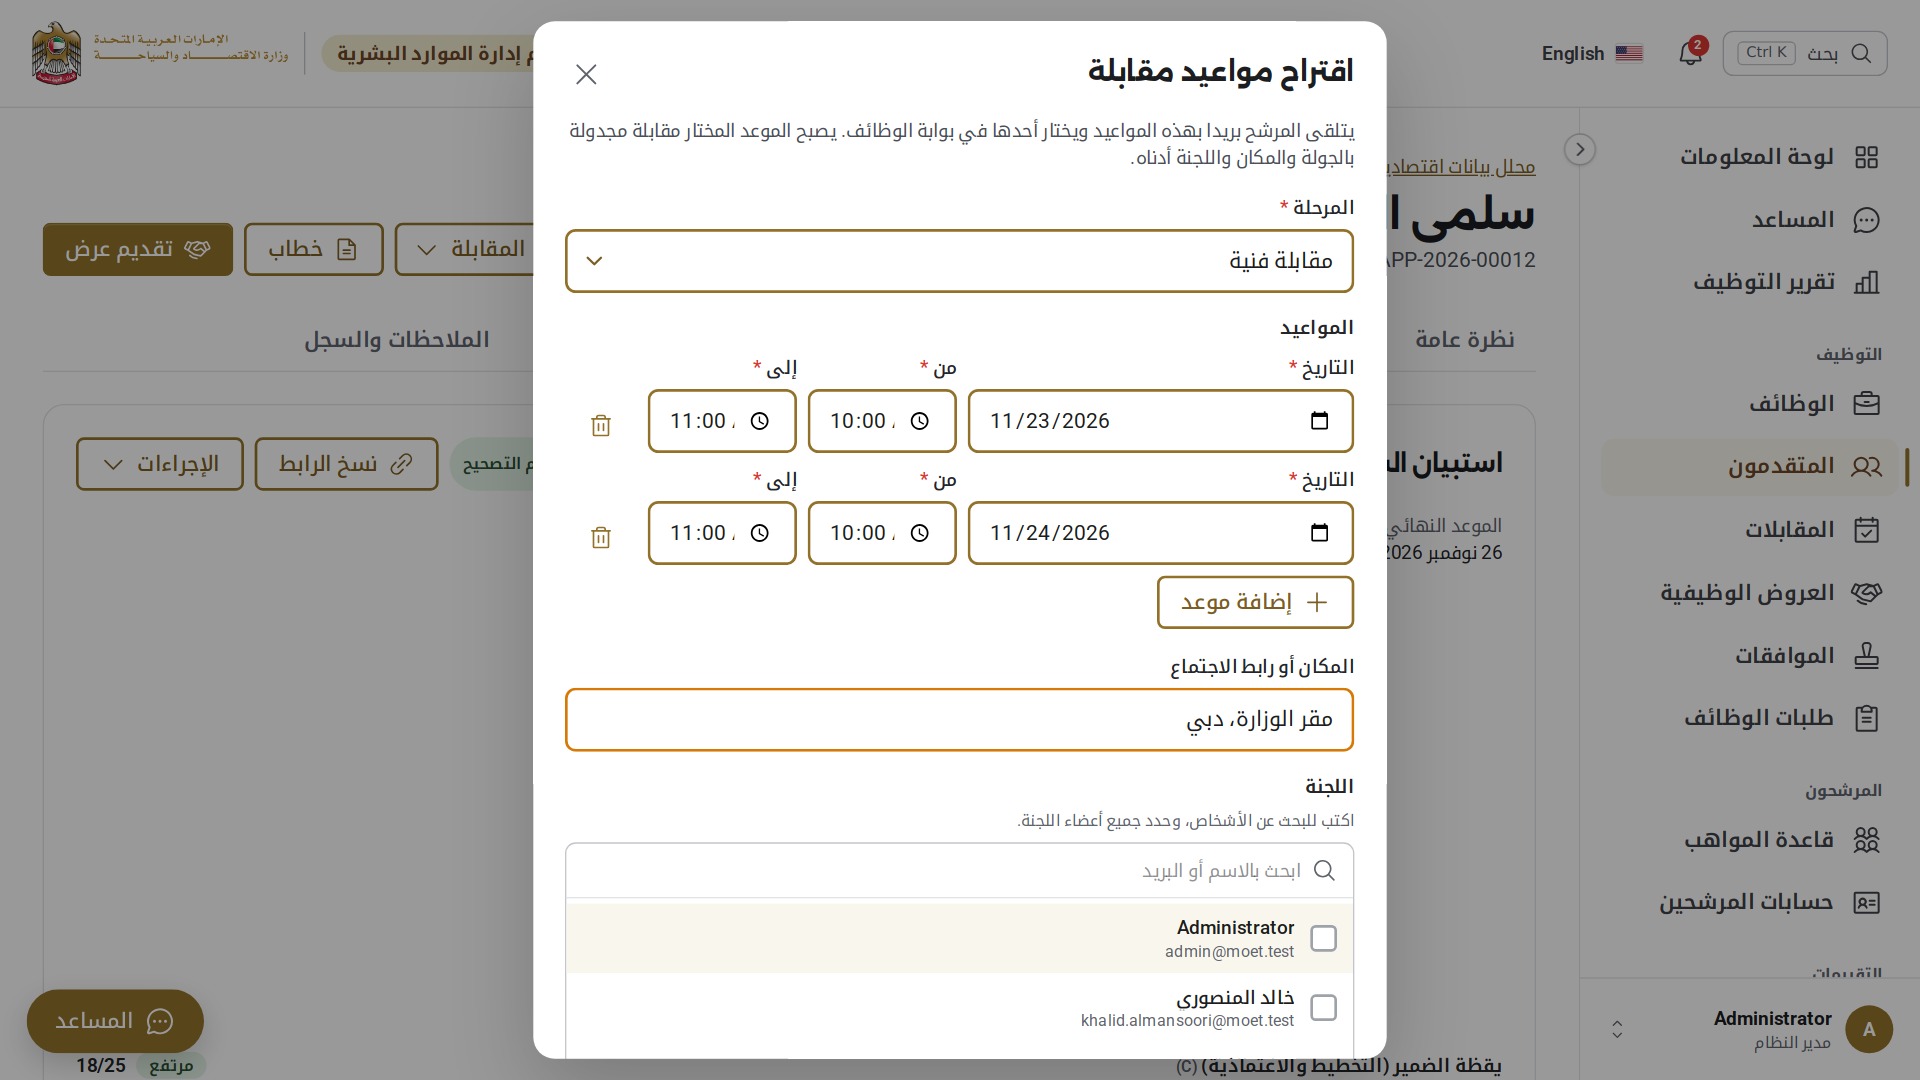 الإمارات العربية المتحدة
وزارة الاقتصاد والسياحة
إدارة الموارد البشرية
English
2
Ctrl K
بحث
لوحة المعلومات
المساعد
تقرير التوظيف
التوظيف
الوظائف
المتقدمون
المقابلات
العروض الوظيفية
الموافقات
طلبات الوظائف
المرشحون
قاعدة المواهب
حسابات المرشحين
التقييمات
A
Administrator
مدير النظام
محلل بيانات اقتصادية
سلمى
APP-2026-00012
المقابلة
خطاب
تقديم عرض
نظرة عامة
الملاحظات والسجل
استبيان
التصحيح
نسخ الرابط
الإجراءات
الموعد النهائي
26 نوفمبر 2026
يقظة الضمير (التخطيط والاعتمادية) (C)
مرتفع
18/25
المساعد
اقتراح مواعيد مقابلة
يتلقى المرشح بريدا بهذه المواعيد ويختار أحدها في بوابة الوظائف. يصبح الموعد المختار مقابلة مجدولة
بالجولة والمكان واللجنة أدناه.
المرحلة *
مقابلة فنية
المواعيد
التاريخ *
من *
إلى *
11/23/2026
10:00
11:00
التاريخ *
من *
إلى *
11/24/2026
10:00
11:00
إضافة موعد
المكان أو رابط الاجتماع
مقر الوزارة، دبي
اللجنة
اكتب للبحث عن الأشخاص، وحدد جميع أعضاء اللجنة.
ابحث بالاسم أو البريد
Administrator
admin@moet.test
خالد المنصوري
khalid.almansoori@moet.test